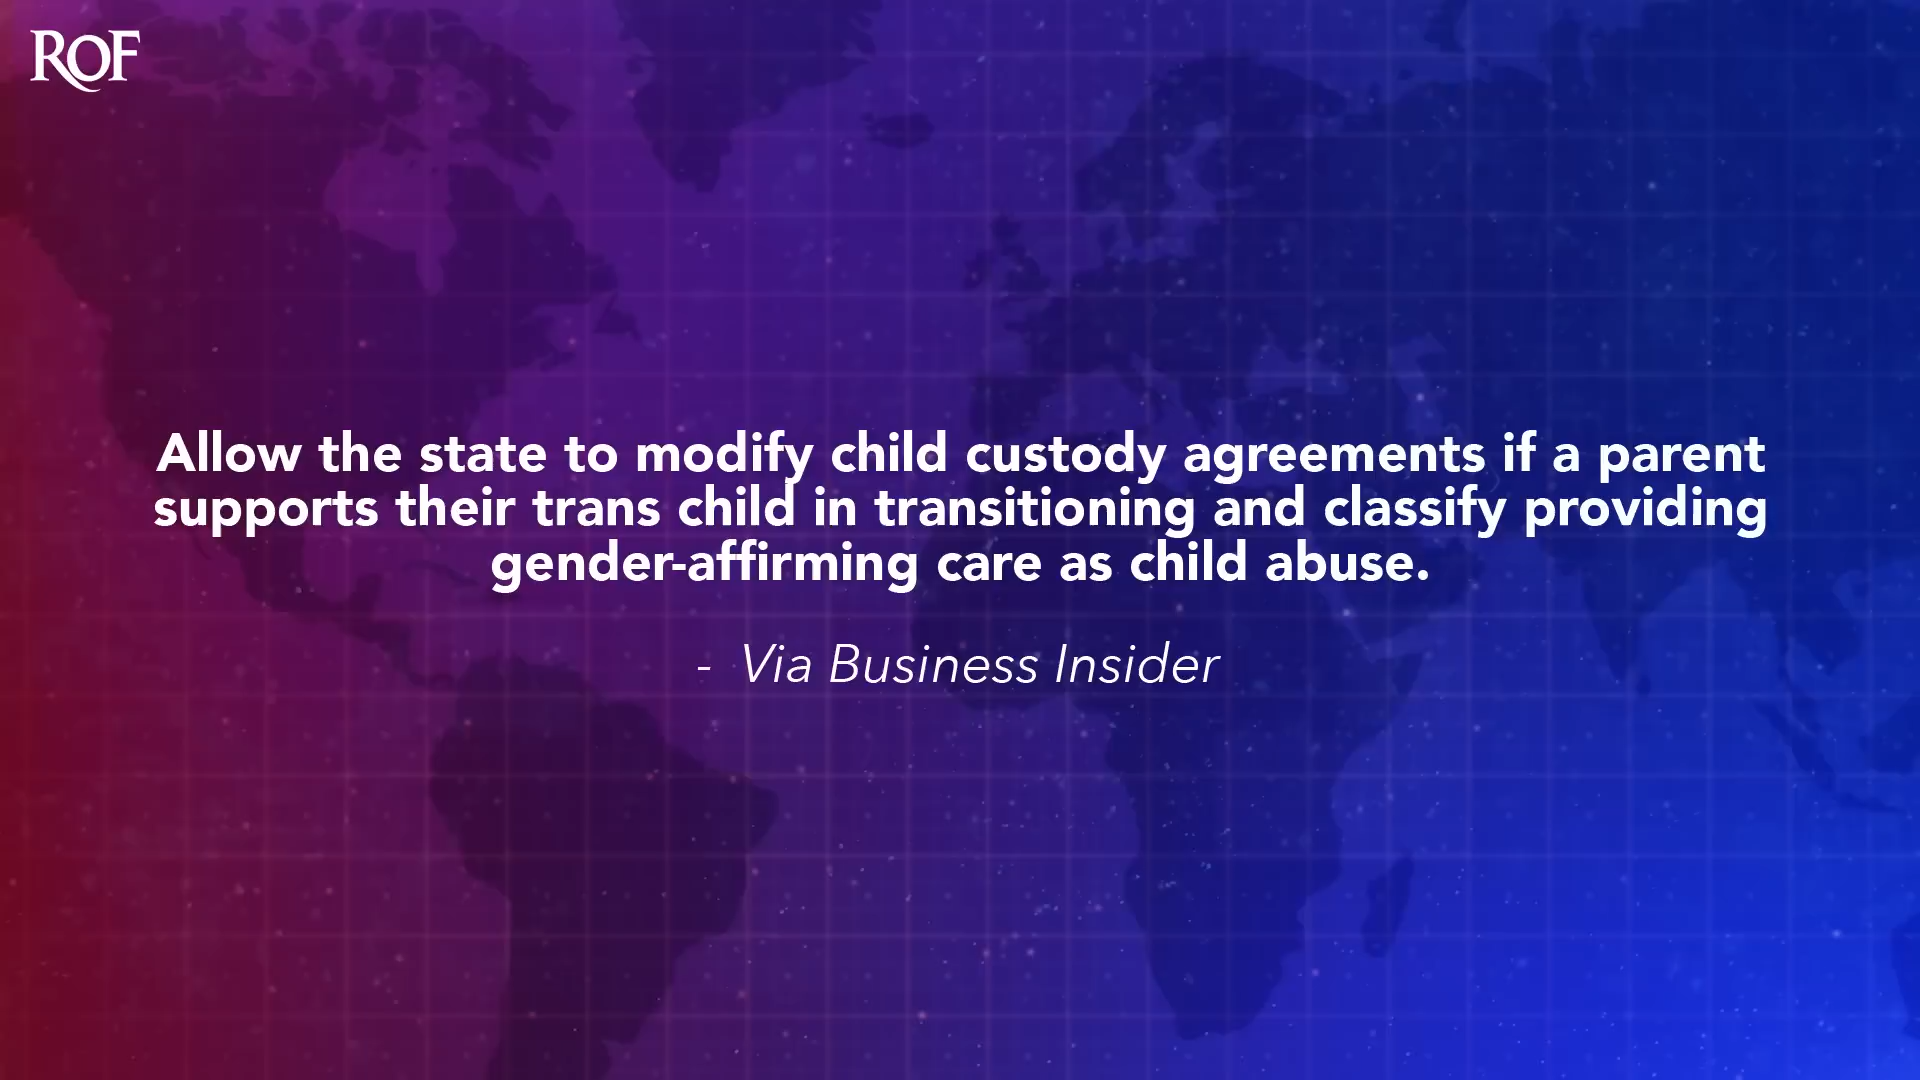 ROF
Allow the state to modify child custody agreements if a parent
supports their trans child in transitioning and classify providing
gender-affirming care as child abuse.
- Via Business Insider